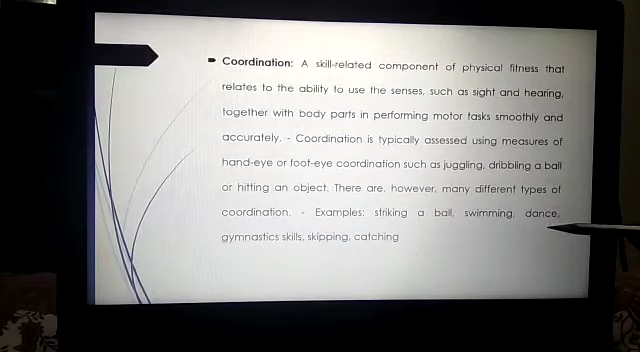 Coordination: A skill-related component of physical fitness that
relates to the ability to use the senses, such as sight and hearing,
together with body parts in performing motor tasks smoothly and
accurately. - Coordination is typically assessed using measures of
hand-eye or foot-eye coordination such as juggling, dribbling a ball
or hitting an object. There are, however, many different types of
coordination. - Examples: striking a ball, swimming, dance,
gymnastics skills, skipping, catching